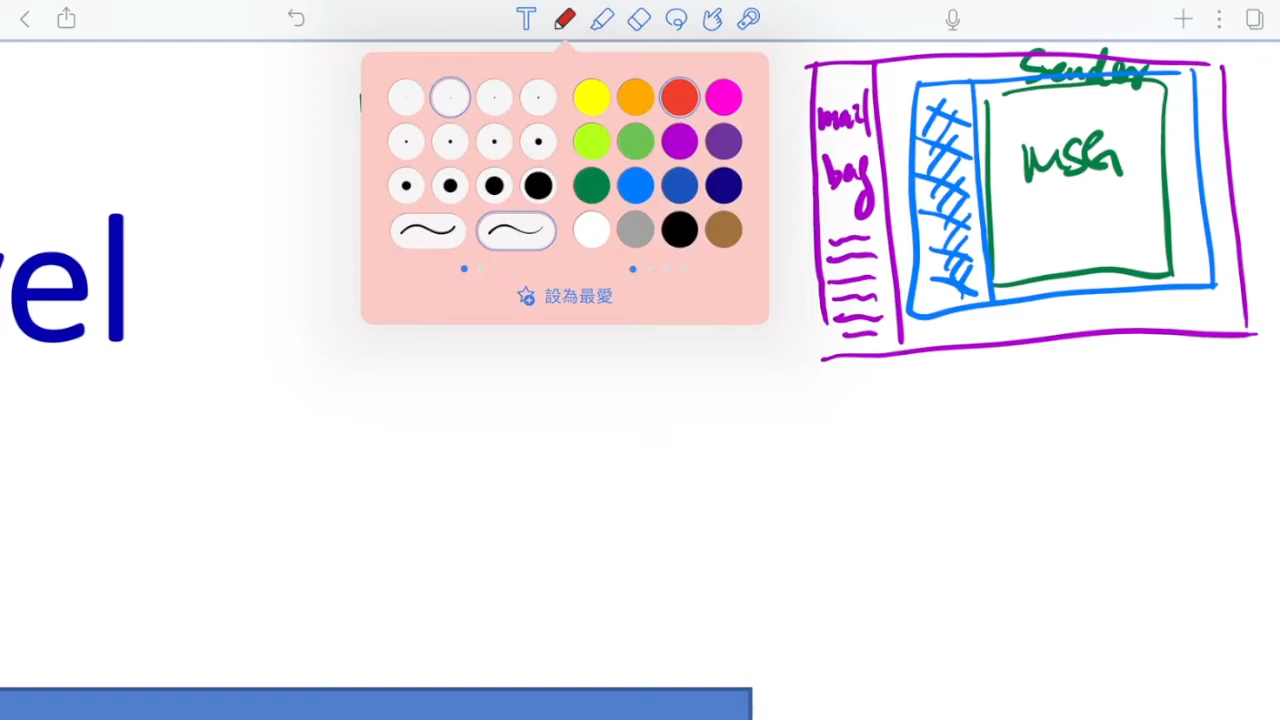 Sender
mail
bag
MSG
vel
設為最愛